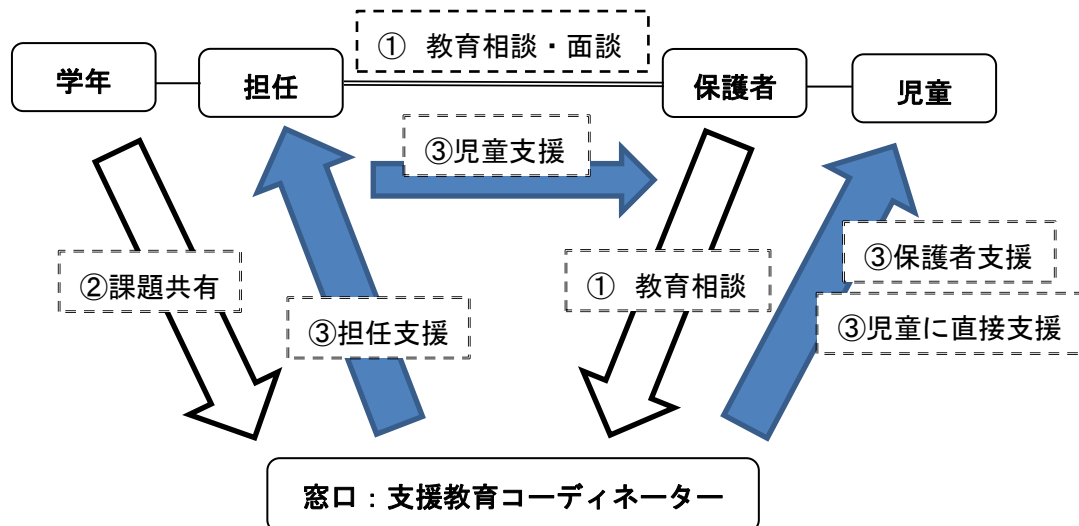 ① 教育相談・面談
学年
担任
保護者
児童
③児童支援
②課題共有
③担任支援
① 教育相談
③保護者支援
③児童に直接支援
窓口：支援教育コーディネーター